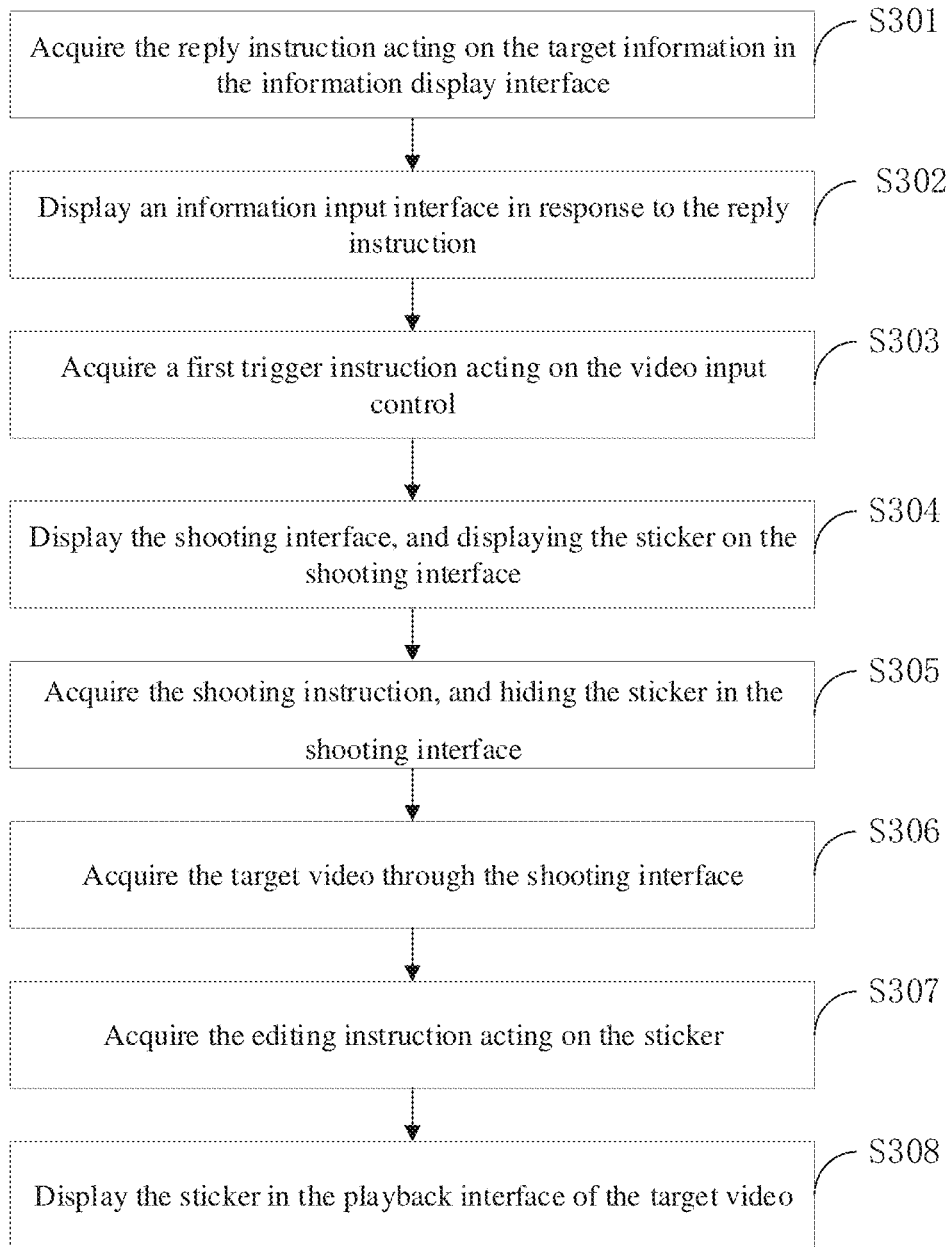 S301
Acquire the reply instruction acting on the target information in
the information display interface
S302
Display an information input interface in response to the reply
instruction
S303
Acquire a first trigger instruction acting on the video input
control
S304
Display the shooting interface, and displaying the sticker on the
shooting interface
S305
Acquire the shooting instruction, and hiding the sticker in the
shooting interface
S306
Acquire the target video through the shooting interface
S307
Acquire the editing instruction acting on the sticker
S308
Display the sticker in the playback interface of the target video